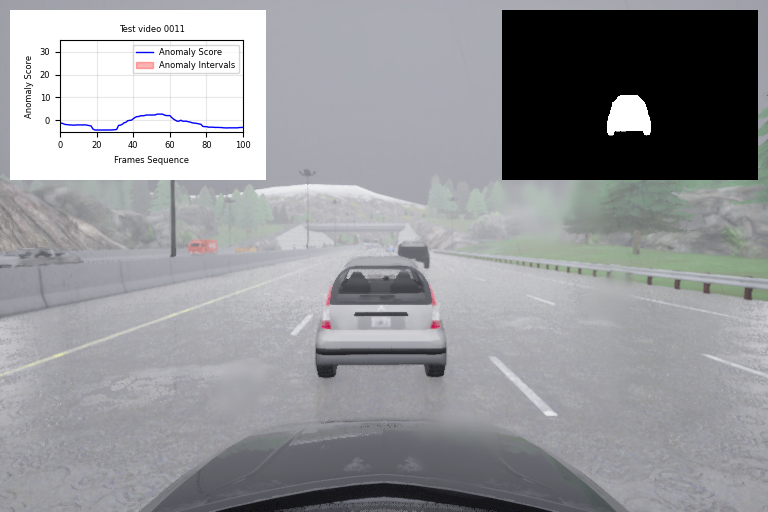 Test video 0011
Anomaly Score
Anomaly Intervals
30
20
10
0
Anomaly Score
0 20 40 60 80 100
Frames Sequence